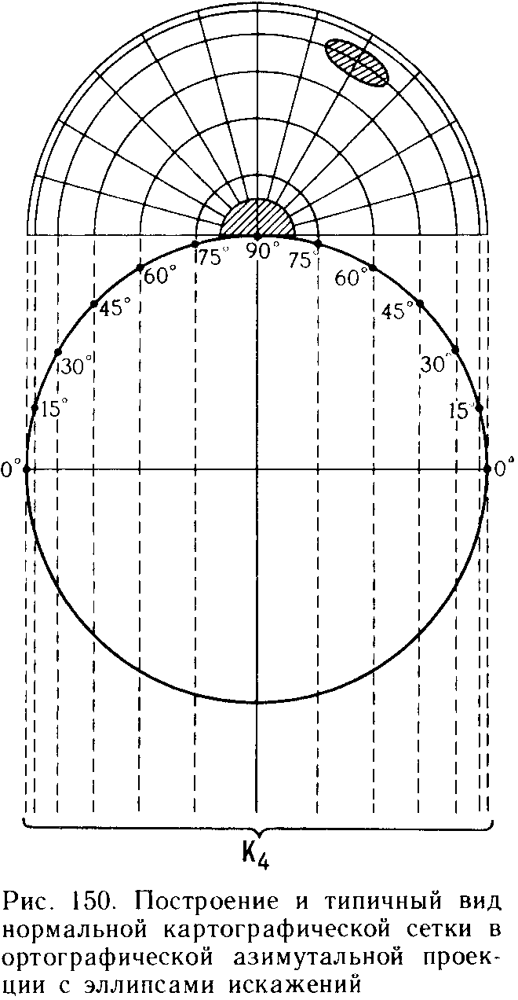 75° 90° 75°
60° 60°
45° 45°
30° 30°
15° 15°
0° 0°
K₄
Рис. 150. Построение и типичный вид
нормальной картографической сетки в
ортографической азимутальной проек-
ции с эллипсами искажений